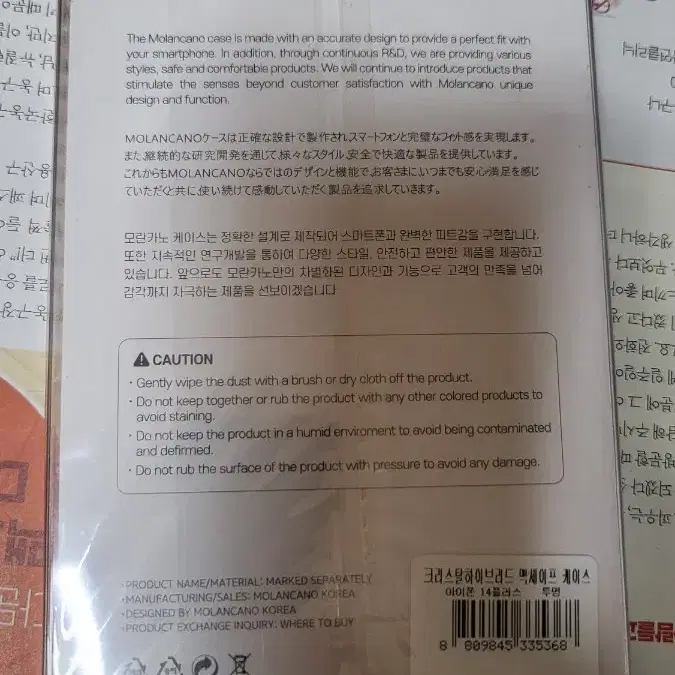 The Molancano case is made with an accurate design to provide a perfect fit with
your smartphone. In addition, through continuous R&D, we are providing various
styles, safe and comfortable products. We will continue to introduce products that
stimulate the senses beyond customer satisfaction with Molancano unique
design and function.
MOLANCANOケースは正確な設計で製作されスマートフォンと完璧なフィット感を実現します。
また、継続的な研究開発を通じて、様々なスタイル、安全で快適な製品を提供しています。
これからもMOLANCANOならではのデザインと機能で、お客さまにいつまでも安心・満足を感じ
ていただくと共に、使い続けて感動していただく製品を追求していきます。
모란카노 케이스는 정확한 설계로 제작되어 스마트폰과 완벽한 피트감을 구현합니다.
또한 지속적인 연구개발을 통하여 다양한 스타일, 안전하고 편안한 제품을 제공하고
있습니다. 앞으로도 모란카노만의 차별화된 디자인과 기능으로 고객의 만족을 넘어
감각까지 자극하는 제품을 선보이겠습니다
CAUTION
· Gently wipe the dust with a brush or dry cloth off the product.
· Do not keep together or rub the product with any other colored products to
avoid staining.
· Do not keep the product in a humid enviroment to avoid being contaminated
and defirmed.
· Do not rub the surface of the product with pressure to avoid any damage.
•PRODUCT NAME/MATERIAL: MARKED SEPARATELY
•MANUFACTURING/SALES: MOLANCANO KOREA
•DESIGNED BY MOLANCANO KOREA
•PRODUCT EXCHANGE INQUIRY: WHERE TO BUY
크리스탈하이브리드 맥세이프 케이스
아이폰 14플러스 투명
8 809845 335368